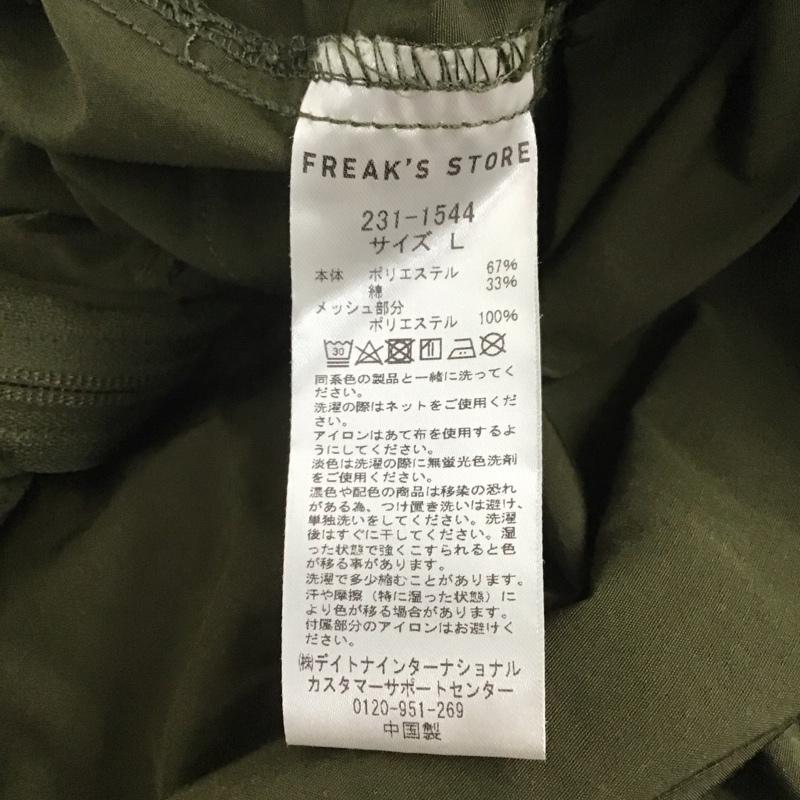 FREAK'S STORE
231-1544
サイズ L
本体 ポリエステル 67%
綿 33%
メッシュ部分
ポリエステル 100%
30
同系色の製品と一緒に洗ってく
ださい。
洗濯の際はネットをご使用くだ
さい。
アイロンはあて布を使用するよ
うにしてください。
淡色は洗濯の際に無蛍光色洗剤
をご使用ください。
濃色や配色の商品は移染の恐れ
がある為、つけ置き洗いは避け、
単独洗いをしてください。洗濯
後はすぐに干してください。湿
った状態で強くこすられると色
が移る事があります。
洗濯で多少縮むことがあります。
汗や摩擦（特に湿った状態）に
より色が移る場合があります。
付属部分のアイロンはお避けく
ださい。
㈱デイトナインターナショナル
カスタマーサポートセンター
0120-951-269
中国製